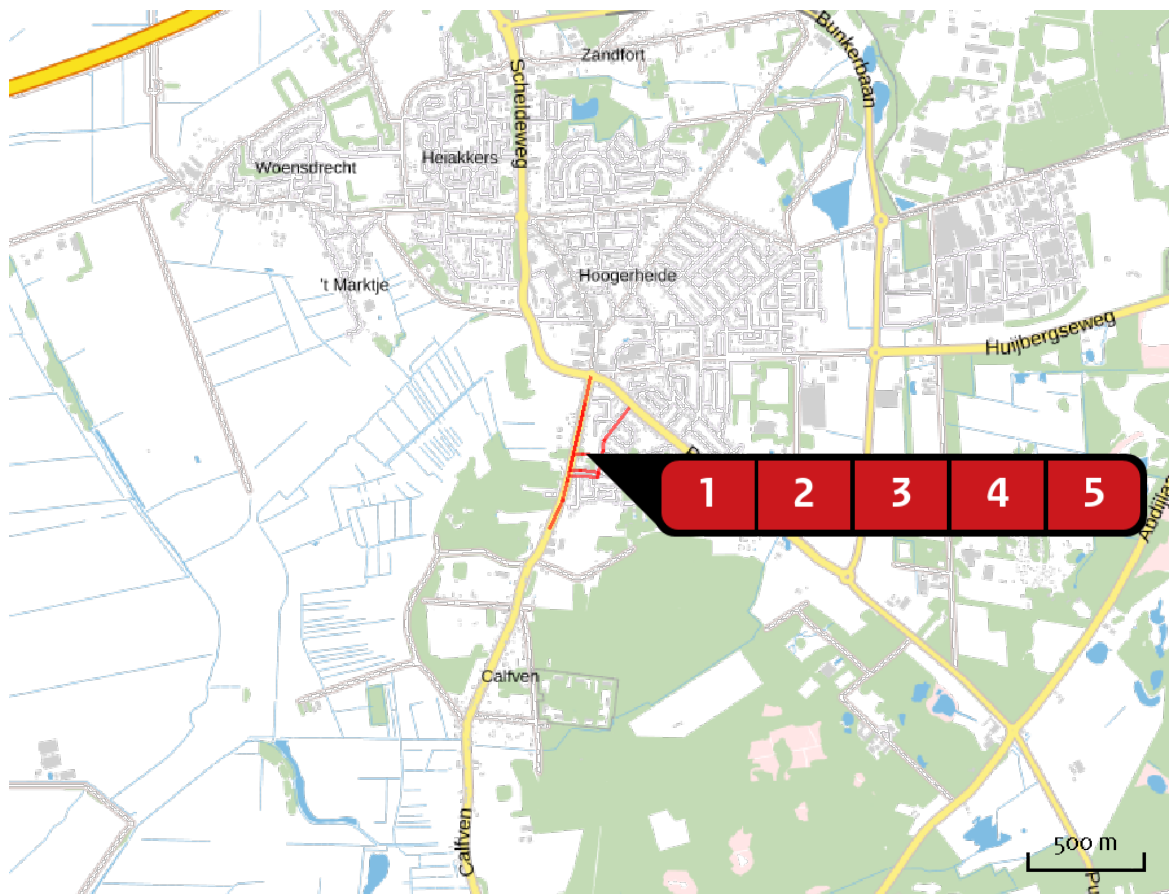 Zandfort
Bunkerbaan
Scheldeweg
Heiakkers
Woensdrecht
Hoogerheide
't Marktje
Huijbergseweg
1 2 3 4 5
Calfven
Calfven
500 m